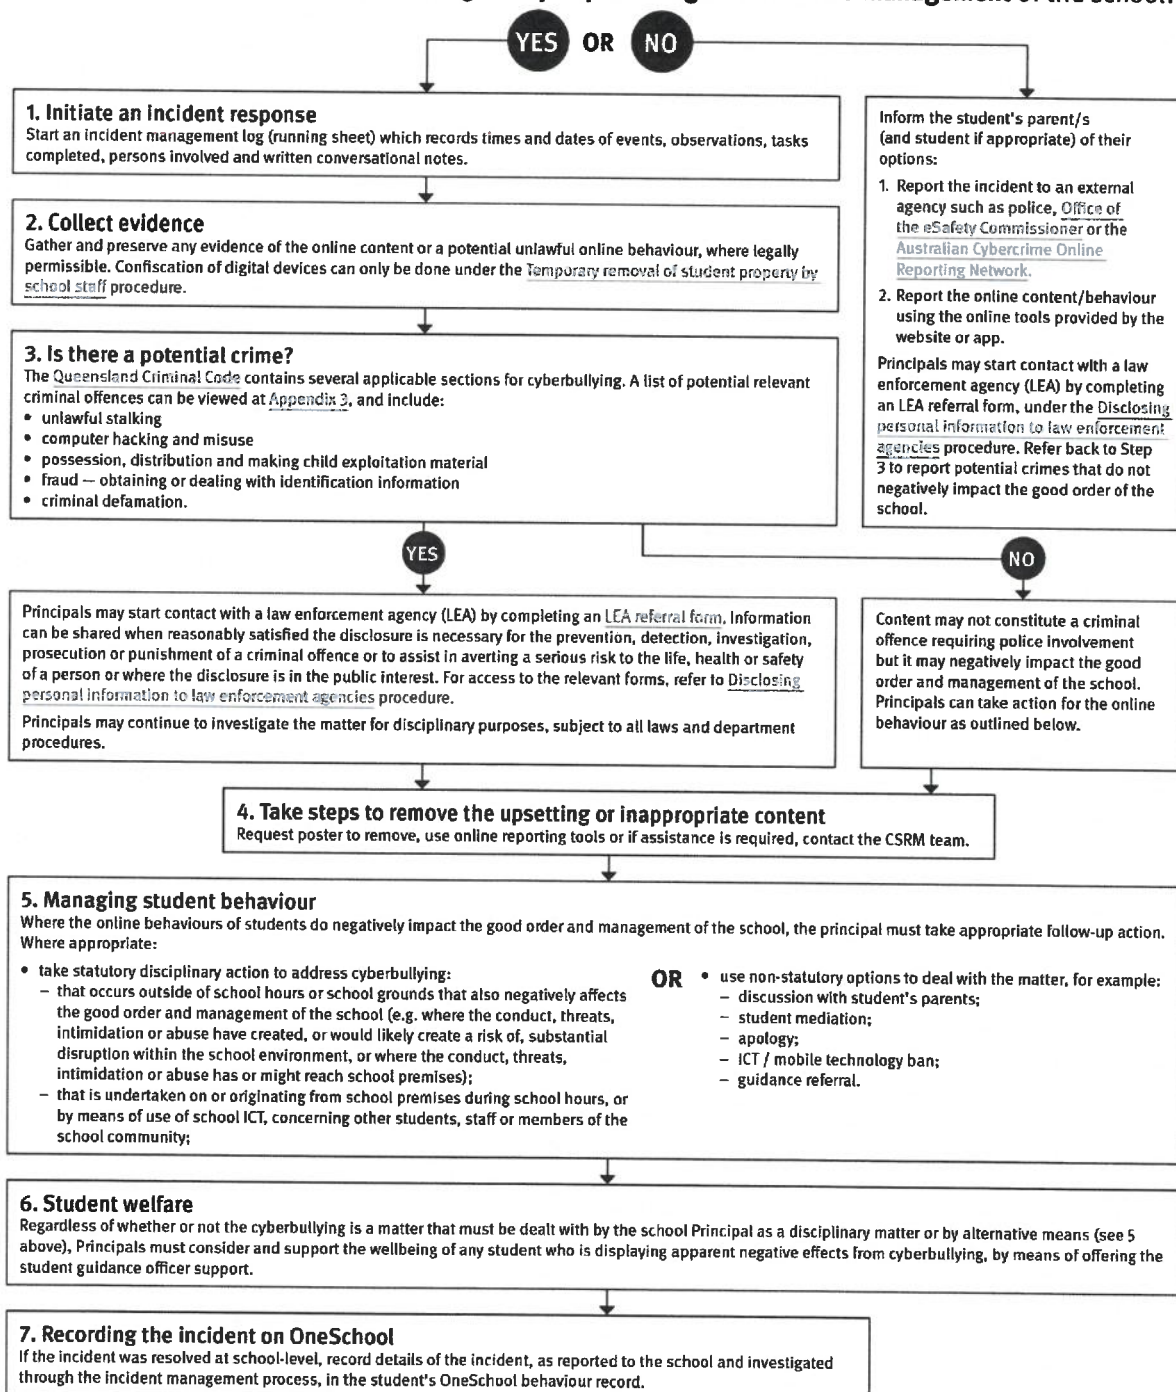 management of the school?
YES OR NO
1. Initiate an incident response
Start an incident management log (running sheet) which records times and dates of events, observations, tasks
completed, persons involved and written conversational notes.
2. Collect evidence
Gather and preserve any evidence of the online content or a potential unlawful online behaviour, where legally
permissible. Confiscation of digital devices can only be done under the Temporary removal of student property by
school staff procedure.
3. Is there a potential crime?
The Queensland Criminal Code contains several applicable sections for cyberbullying. A list of potential relevant
criminal offences can be viewed at Appendix 3, and include:
• unlawful stalking
• computer hacking and misuse
• possession, distribution and making child exploitation material
• fraud – obtaining or dealing with identification information
• criminal defamation.
Inform the student's parent/s
(and student if appropriate) of their
options:
1. Report the incident to an external
agency such as police, Office of
the eSafety Commissioner or the
Australian Cybercrime Online
Reporting Network.
2. Report the online content/behaviour
using the online tools provided by the
website or app.
Principals may start contact with a law
enforcement agency (LEA) by completing
an LEA referral form, under the Disclosing
personal information to law enforcement
agencies procedure. Refer back to Step
3 to report potential crimes that do not
negatively impact the good order of the
school.
YES
NO
Principals may start contact with a law enforcement agency (LEA) by completing an LEA referral form. Information
can be shared when reasonably satisfied the disclosure is necessary for the prevention, detection, investigation,
prosecution or punishment of a criminal offence or to assist in averting a serious risk to the life, health or safety
of a person or where the disclosure is in the public interest. For access to the relevant forms, refer to Disclosing
personal information to law enforcement agencies procedure.
Principals may continue to investigate the matter for disciplinary purposes, subject to all laws and department
procedures.
Content may not constitute a criminal
offence requiring police involvement
but it may negatively impact the good
order and management of the school.
Principals can take action for the online
behaviour as outlined below.
4. Take steps to remove the upsetting or inappropriate content
Request poster to remove, use online reporting tools or if assistance is required, contact the CSRM team.
5. Managing student behaviour
Where the online behaviours of students do negatively impact the good order and management of the school, the principal must take appropriate follow-up action.
Where appropriate:
• take statutory disciplinary action to address cyberbullying:
– that occurs outside of school hours or school grounds that also negatively affects
the good order and management of the school (e.g. where the conduct, threats,
intimidation or abuse have created, or would likely create a risk of, substantial
disruption within the school environment, or where the conduct, threats,
intimidation or abuse has or might reach school premises);
– that is undertaken on or originating from school premises during school hours, or
by means of use of school ICT, concerning other students, staff or members of the
school community;
OR
• use non-statutory options to deal with the matter, for example:
– discussion with student's parents;
– student mediation;
– apology;
– ICT / mobile technology ban;
– guidance referral.
6. Student welfare
Regardless of whether or not the cyberbullying is a matter that must be dealt with by the school Principal as a disciplinary matter or by alternative means (see 5
above), Principals must consider and support the wellbeing of any student who is displaying apparent negative effects from cyberbullying, by means of offering the
student guidance officer support.
7. Recording the incident on OneSchool
If the incident was resolved at school-level, record details of the incident, as reported to the school and investigated
through the incident management process, in the student's OneSchool behaviour record.